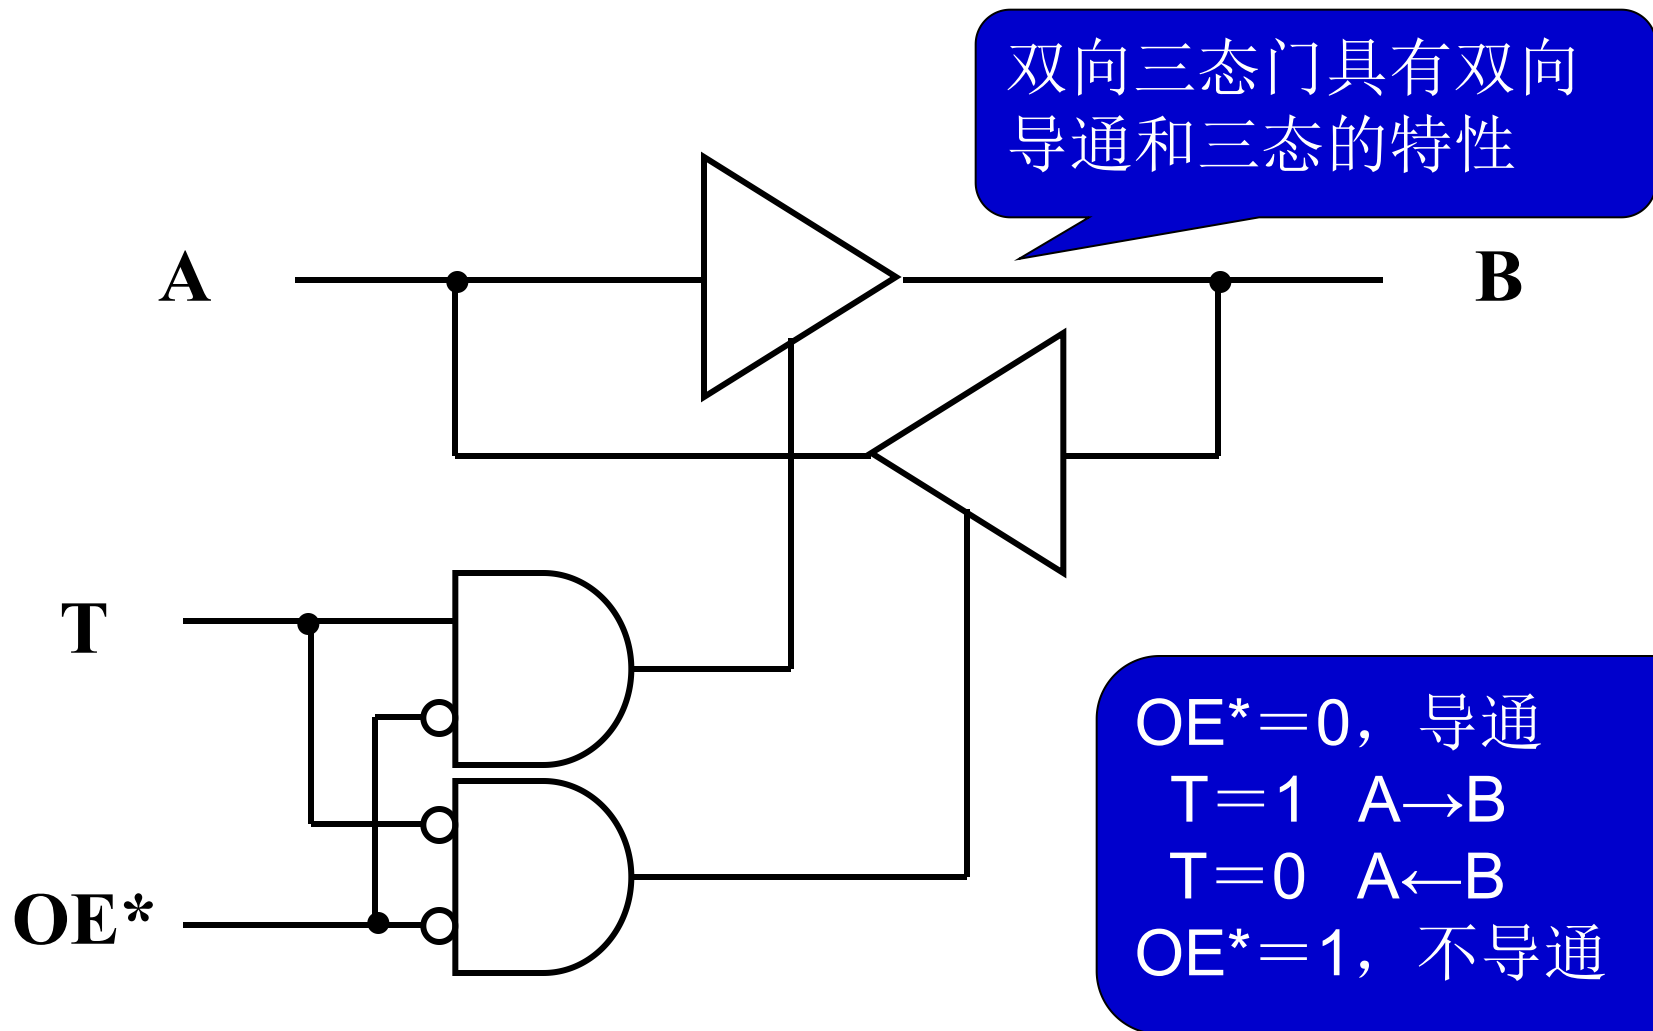 双向三态门具有双向
导通和三态的特性
A
B
T
OE*
OE*＝0，导通
T＝1 A→B
T＝0 A←B
OE*＝1，不导通